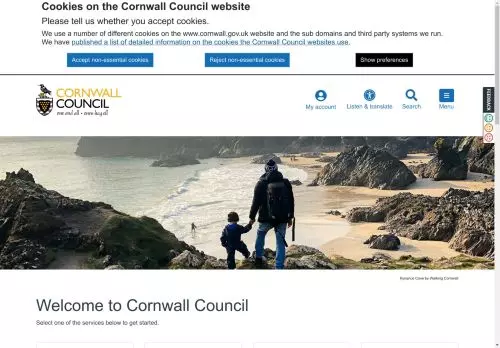 Cookies on the Cornwall Council website
Please tell us whether you accept cookies.
We use a number of different cookies on the www.cornwall.gov.uk website and the sub domains and third party systems we run.
We have published a list of detailed information on the cookies the Cornwall Council websites use.
Accept non-essential cookies
Reject non-essential cookies
Show preferences
CORNWALL
COUNCIL
one and all • onen hag oll
My account
Listen & translate
Search
Menu
FEEDBACK
Kynance Cove by Walking Cornwall
Welcome to Cornwall Council
Select one of the services below to get started.